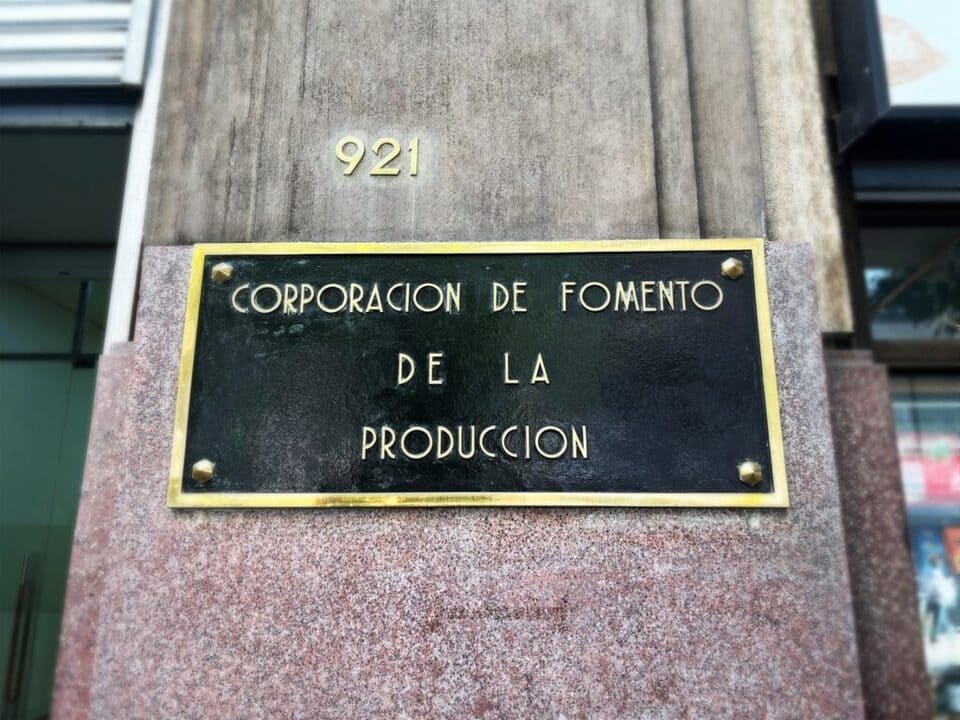 921
CORPORACION DE FOMENTO
DE LA
PRODUCCION